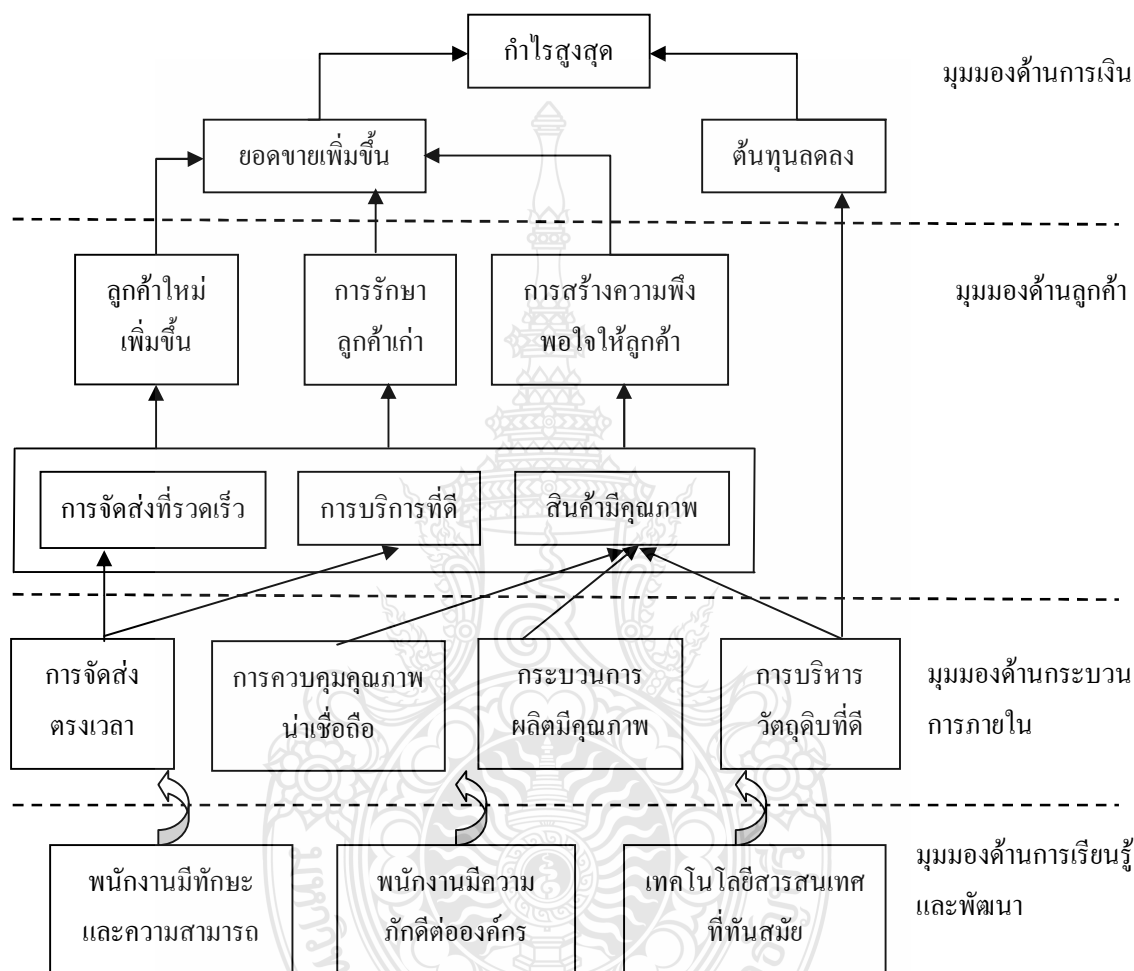 กำไรสูงสุด
มุมมองด้านการเงิน
ยอดขายเพิ่มขึ้น
ต้นทุนลดลง
ลูกค้าใหม่
เพิ่มขึ้น
การรักษา
ลูกค้าเก่า
การสร้างความพึง
พอใจให้ลูกค้า
มุมมองด้านลูกค้า
การจัดส่งที่รวดเร็ว
การบริการที่ดี
สินค้ามีคุณภาพ
การจัดส่ง
ตรงเวลา
การควบคุมคุณภาพ
น่าเชื่อถือ
กระบวนการ
ผลิตมีคุณภาพ
การบริหาร
วัตถุดิบที่ดี
มุมมองด้านกระบวน
การภายใน
พนักงานมีทักษะ
และความสามารถ
พนักงานมีความ
ภักดีต่อองค์กร
เทคโนโลยีสารสนเทศ
ที่ทันสมัย
มุมมองด้านการเรียนรู้
และพัฒนา